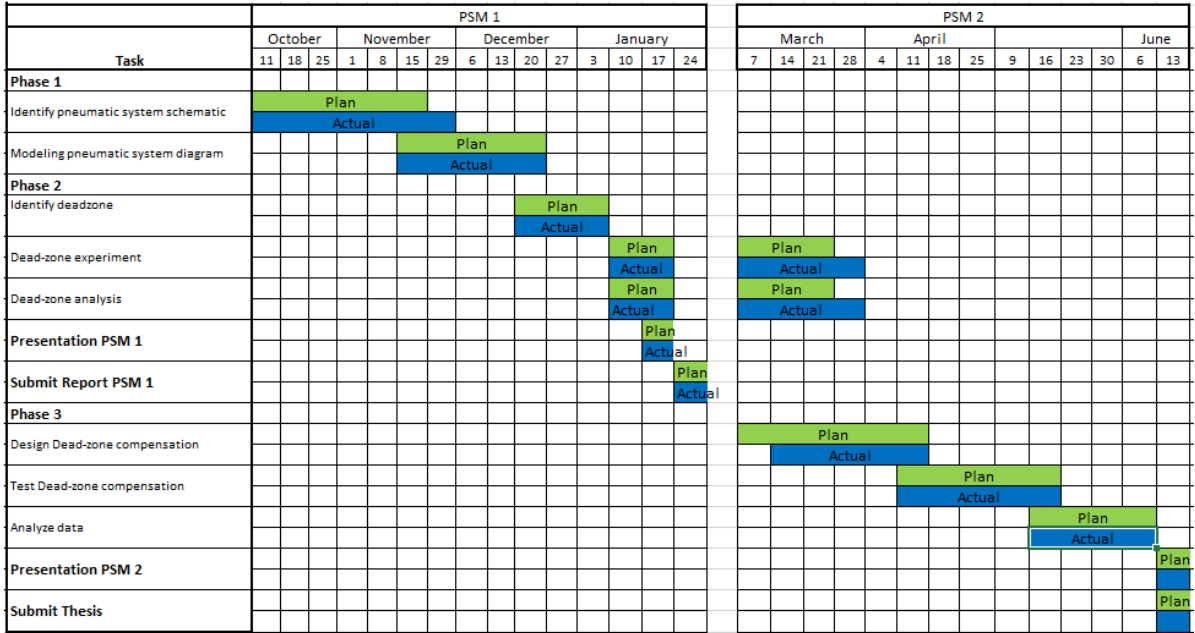 PSM 1 PSM 2
October November December January March April June
Task 11 18 25 1 8 15 29 6 13 20 27 3 10 17 24 7 14 21 28 4 11 18 25 9 16 23 30 6 13
Phase 1
Identify pneumatic system schematic Plan
Actual
Modeling pneumatic system diagram Plan
Actual
Phase 2
Identify deadzone Plan
Actual
Dead-zone experiment Plan Plan
Actual Actual
Dead-zone analysis Plan Plan
Actual Actual
Presentation PSM 1 Plan
Actual
Submit Report PSM 1 Plan
Actual
Phase 3
Design Dead-zone compensation Plan
Actual
Test Dead-zone compensation Plan
Actual
Analyze data Plan
Actual
Presentation PSM 2 Plan
Submit Thesis Plan